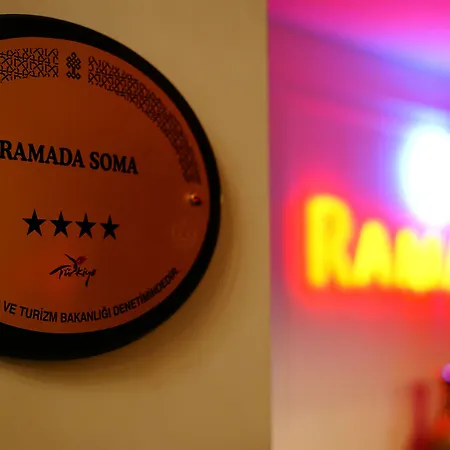 RAMADA SOMA
Türkiye
VE TURİZM BAKANLIĞI DENETİMİNDEDİR.
RAMA